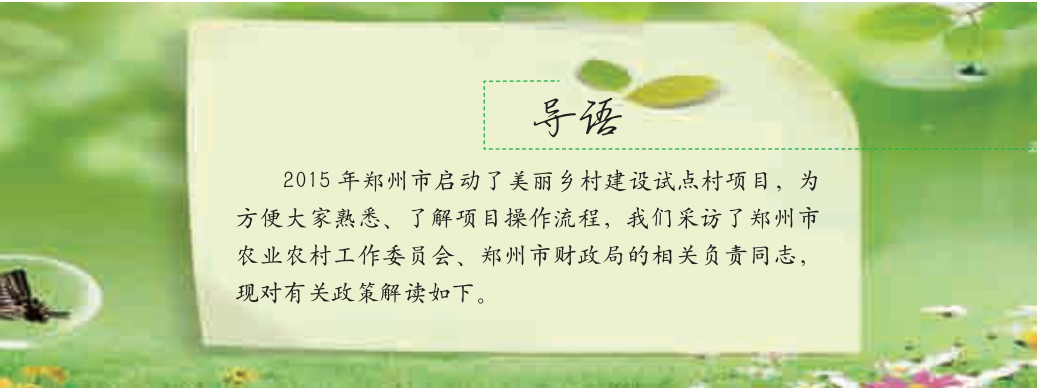 导语
2015 年郑州市启动了美丽乡村建设试点村项目，为
方便大家熟悉、了解项目操作流程，我们采访了郑州市
农业农村工作委员会、郑州市财政局的相关负责同志，
现对有关政策解读如下。